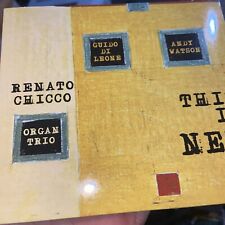 GUIDO
DI
LEONE
ANDY
WATSON
RENATO
CHICCO
ORGAN
TRIO
THI
NE